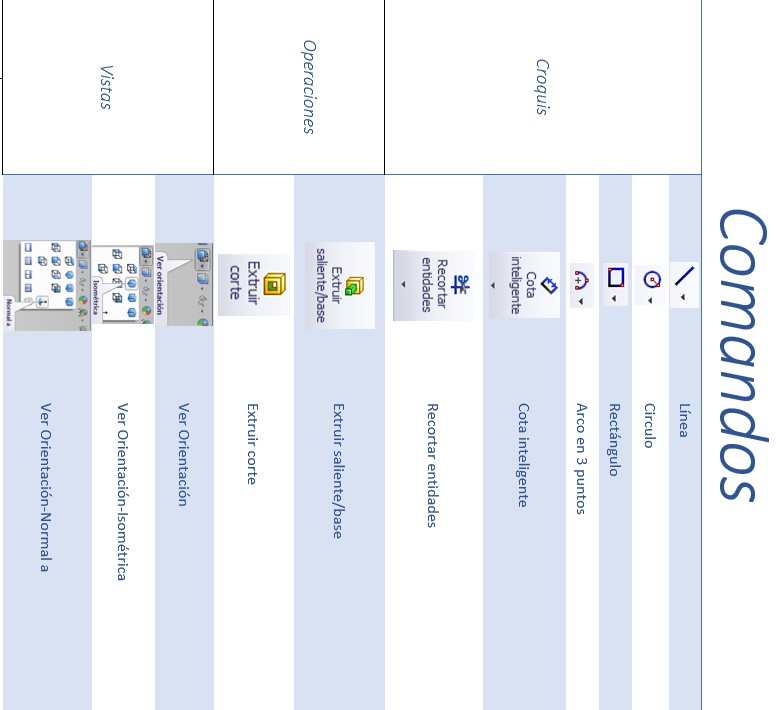 Comandos
Croquis
Línea
Circulo
Rectángulo
Arco en 3 puntos
Cota
inteligente
Cota inteligente
Recortar
entidades
Recortar entidades
Operaciones
Extruir
saliente/base
Extruir saliente/base
Extruir
corte
Extruir corte
Vistas
Ver orientación
Ver Orientación
Isométrica
Ver Orientación-Isométrica
Normal a
Ver Orientación-Normal a